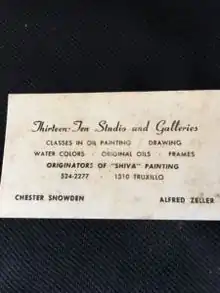 Thirteen-Ten Studio and Galleries
CLASSES IN OIL PAINTING · DRAWING
WATER COLORS · ORIGINAL OILS · FRAMES
ORIGINATORS OF "SHIVA" PAINTING
524-2277 · 1310 TRUXILLO
CHESTER SNOWDEN ALFRED ZELLER